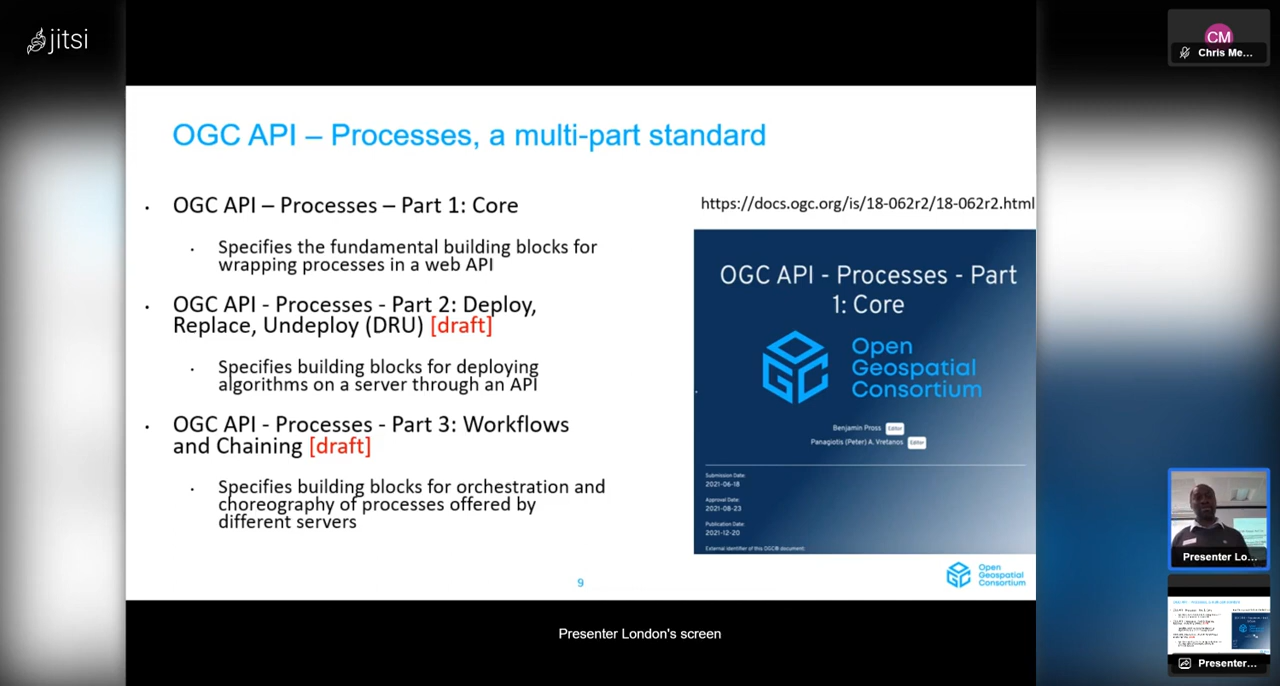 jitsi
CM
Chris Me...
OGC API – Processes, a multi-part standard
OGC API – Processes – Part 1: Core
Specifies the fundamental building blocks for
wrapping processes in a web API
OGC API - Processes - Part 2: Deploy,
Replace, Undeploy (DRU) [draft]
Specifies building blocks for deploying
algorithms on a server through an API
OGC API - Processes - Part 3: Workflows
and Chaining [draft]
Specifies building blocks for orchestration and
choreography of processes offered by
different servers
https://docs.ogc.org/is/18-062r2/18-062r2.html
OGC API - Processes - Part
1: Core
Open
Geospatial
Consortium
Benjamin Pross Editor
Panagiotis (Peter) A. Vretanos Editor
Submission Date:
2021-06-18
Approval Date:
2021-08-23
Publication Date:
2021-12-20
External identifier of this OGC® document:
9
Open
Geospatial
Consortium
Presenter London's screen
Presenter Lo...
Presenter...